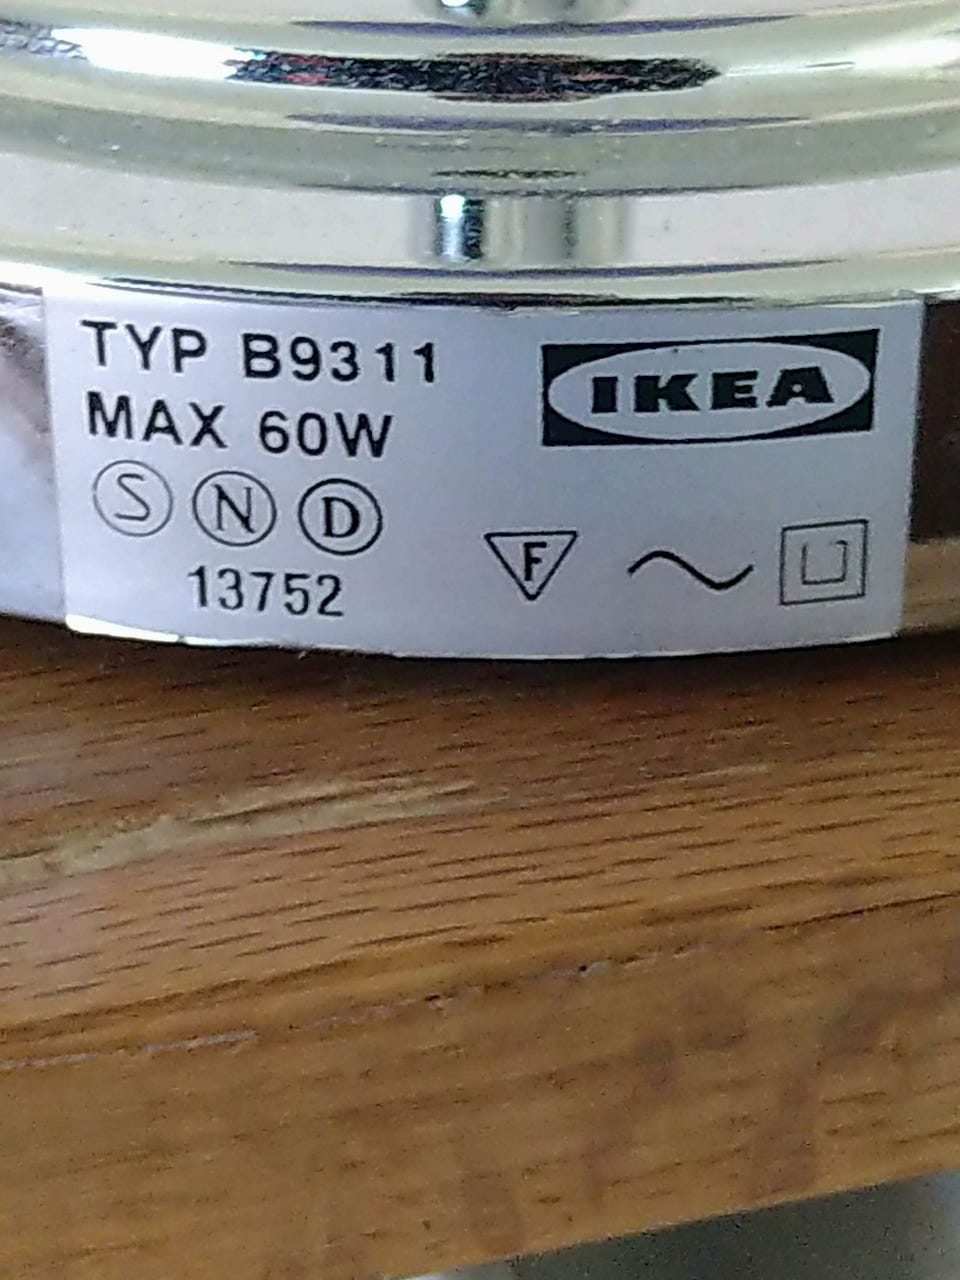 TYP B9311
MAX 60W
S N D
13752
IKEA
F